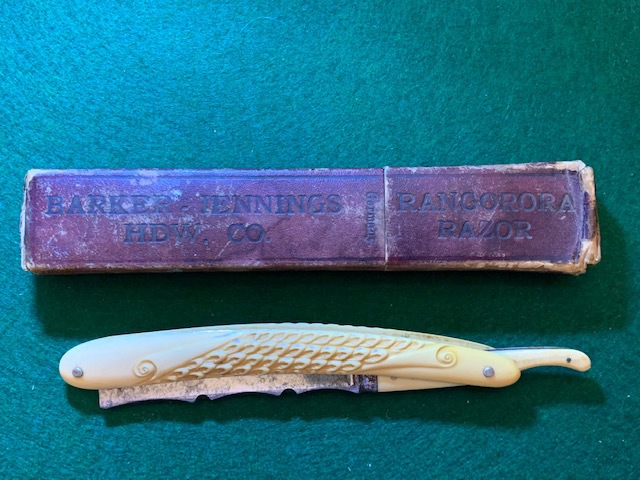 BARKER-JENNINGS
HDW. CO.
RANGORORA
RAZOR